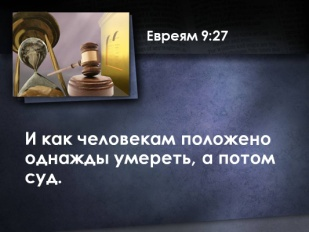 Евреям 9:27
И как человекам положено
однажды умереть, а потом
суд.